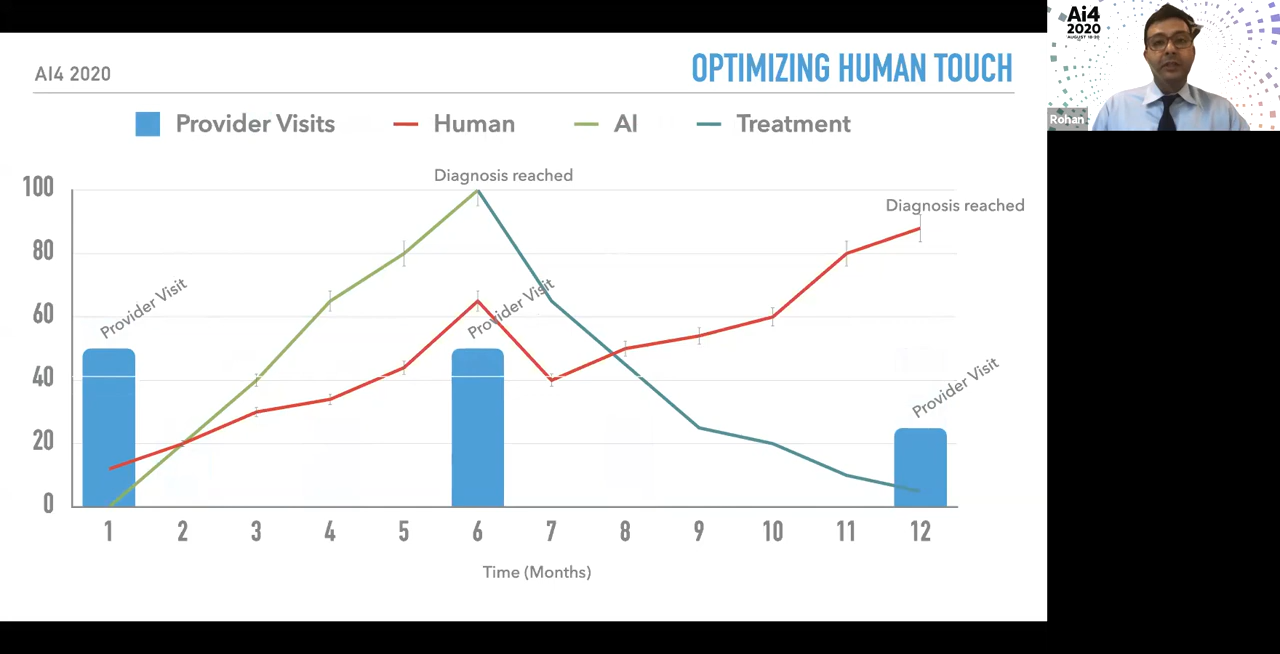 AI4 2020
OPTIMIZING HUMAN TOUCH
Provider Visits
Human
AI
Treatment
100
80
60
40
20
0
Diagnosis reached
Diagnosis reached
Provider Visit
Provider Visit
Provider Visit
1 2 3 4 5 6 7 8 9 10 11 12
Time (Months)
Ai4
2020
Rohan